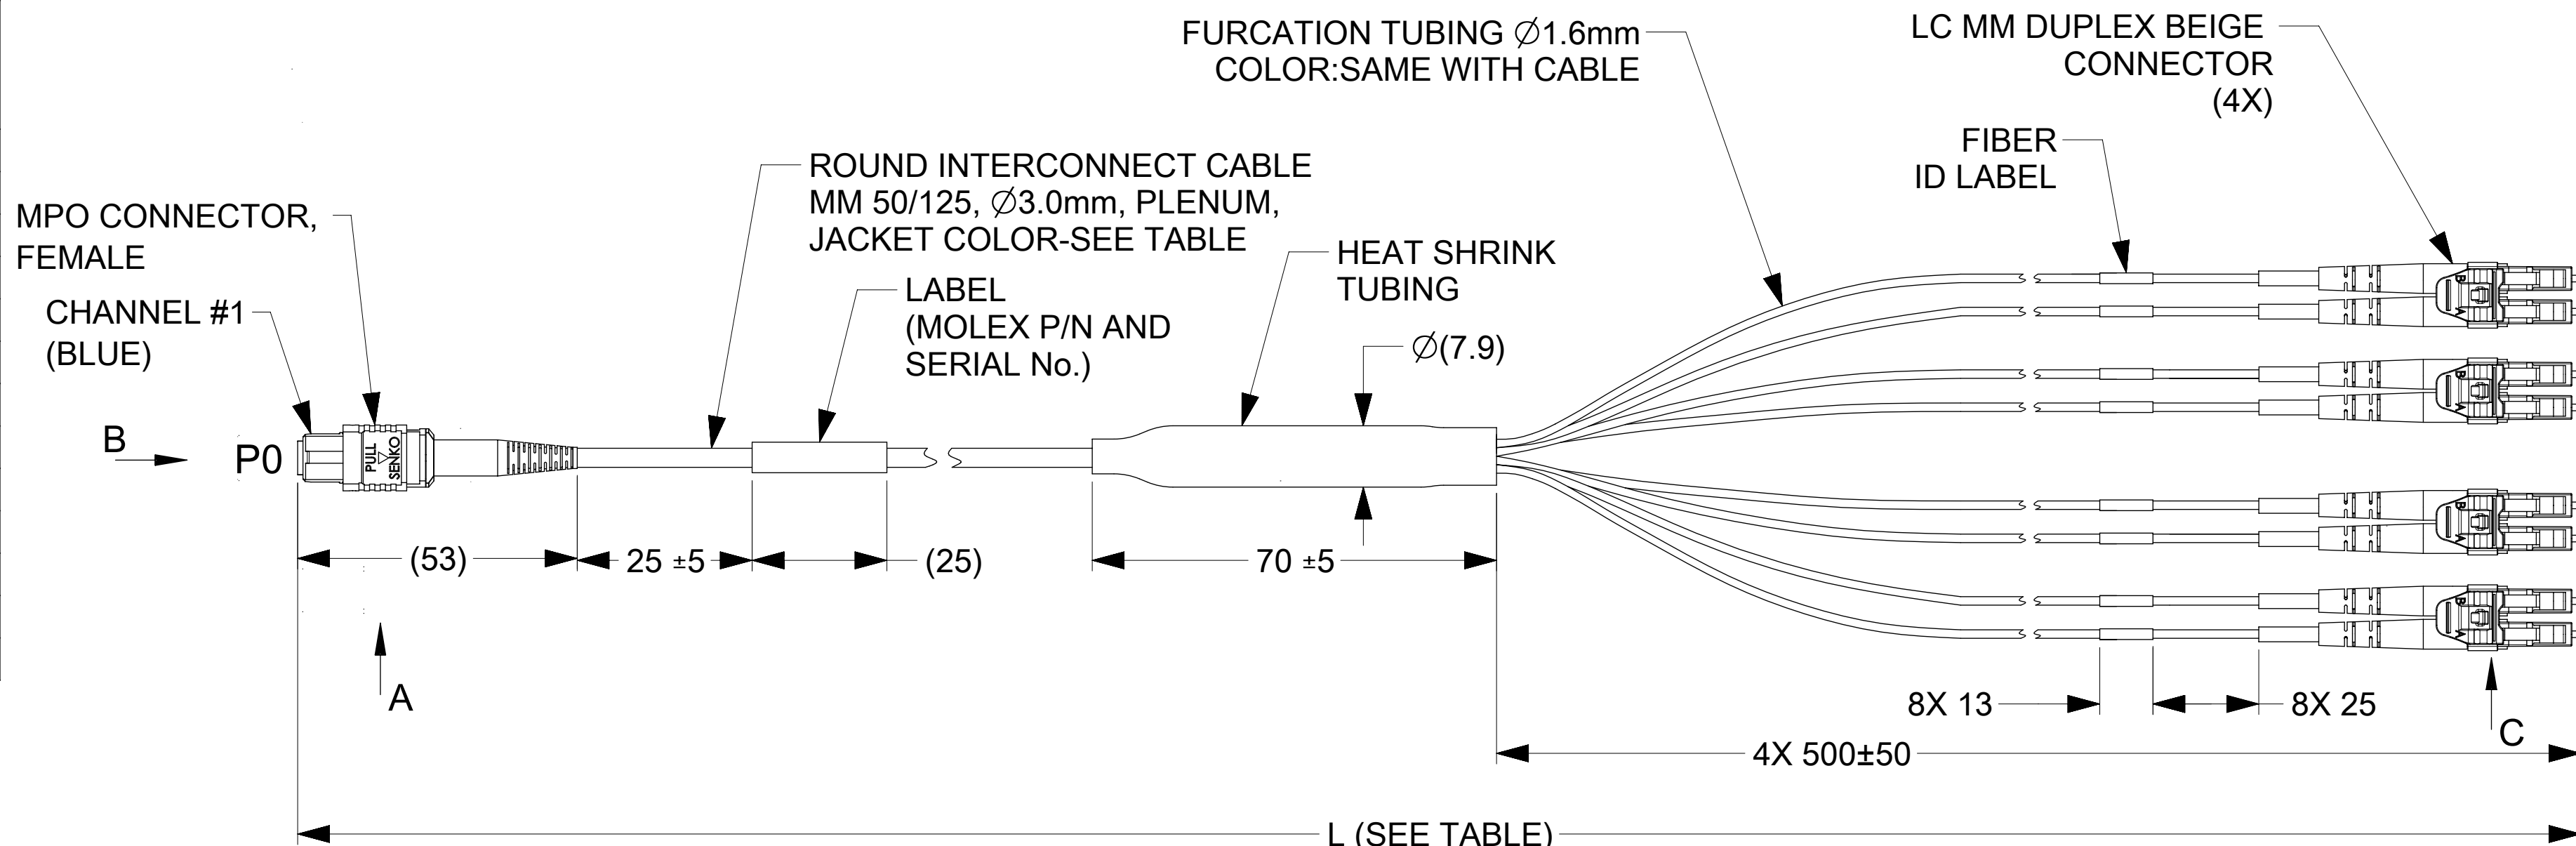 FURCATION TUBING ∅1.6mm
COLOR:SAME WITH CABLE
LC MM DUPLEX BEIGE
CONNECTOR
(4X)
FIBER
ID LABEL
ROUND INTERCONNECT CABLE
MM 50/125, ∅3.0mm, PLENUM,
JACKET COLOR-SEE TABLE
MPO CONNECTOR,
FEMALE
HEAT SHRINK
TUBING
LABEL
(MOLEX P/N AND
SERIAL No.)
CHANNEL #1
(BLUE)
∅(7.9)
B
P0
PULL
SENKO
(53)
25 ±5
(25)
70 ±5
A
8X 13
8X 25
C
4X 500±50
L (SEE TABLE)